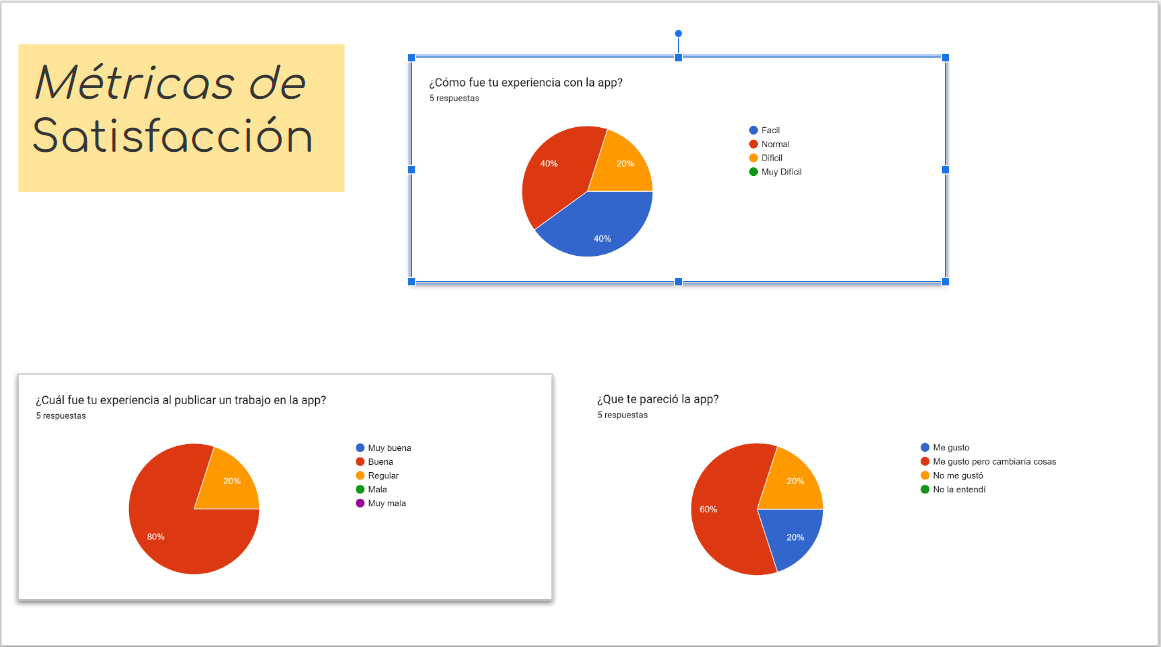 Métricas de
Satisfacción
¿Cómo fue tu experiencia con la app?
5 respuestas
40%
20%
40%
Facil
Normal
Díficil
Muy Díficil
¿Cuál fue tu experiencia al publicar un trabajo en la app?
5 respuestas
20%
80%
Muy buena
Buena
Regular
Mala
Muy mala
¿Que te pareció la app?
5 respuestas
20%
60%
20%
Me gusto
Me gusto pero cambiaría cosas
No me gustó
No la entendí